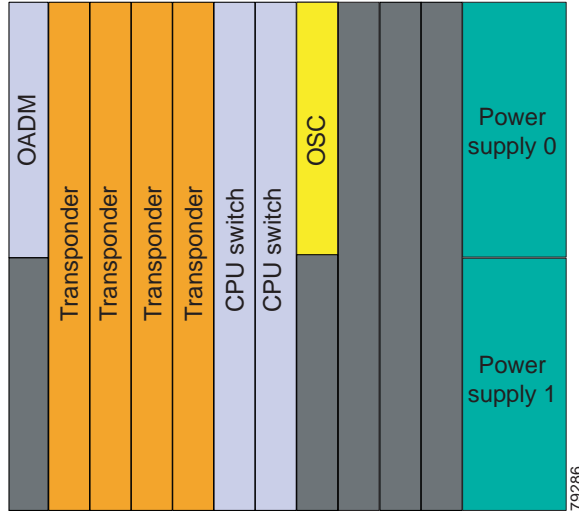 OADM
Transponder
Transponder
Transponder
Transponder
CPU switch
CPU switch
OSC
Power
supply 0
Power
supply 1
79286